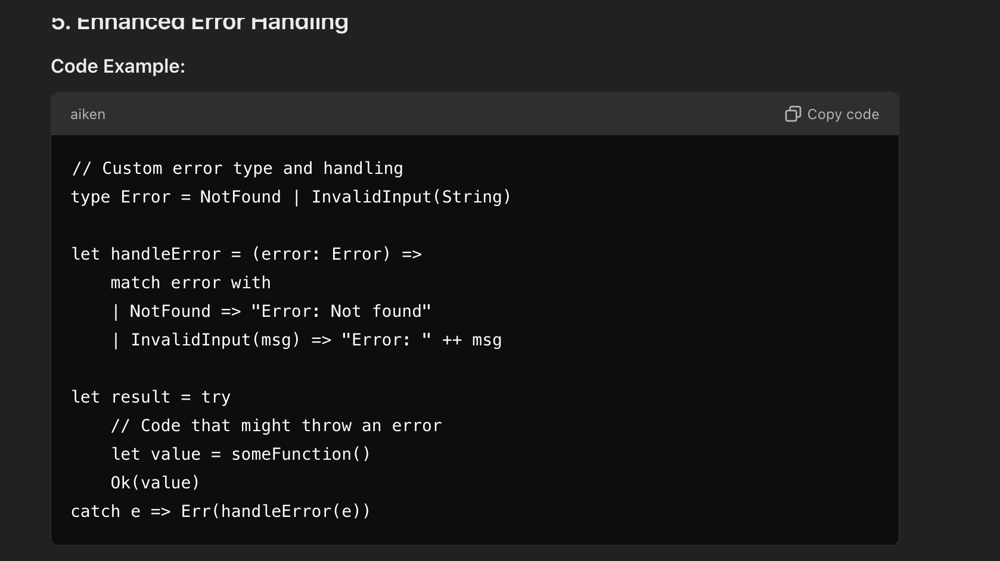 5. Enhanced Error Handling
Code Example:
aiken
Copy code
// Custom error type and handling
type Error = NotFound | InvalidInput(String)
let handleError = (error: Error) =>
    match error with
    | NotFound => "Error: Not found"
    | InvalidInput(msg) => "Error: " ++ msg
let result = try
    // Code that might throw an error
    let value = someFunction()
    Ok(value)
catch e => Err(handleError(e))